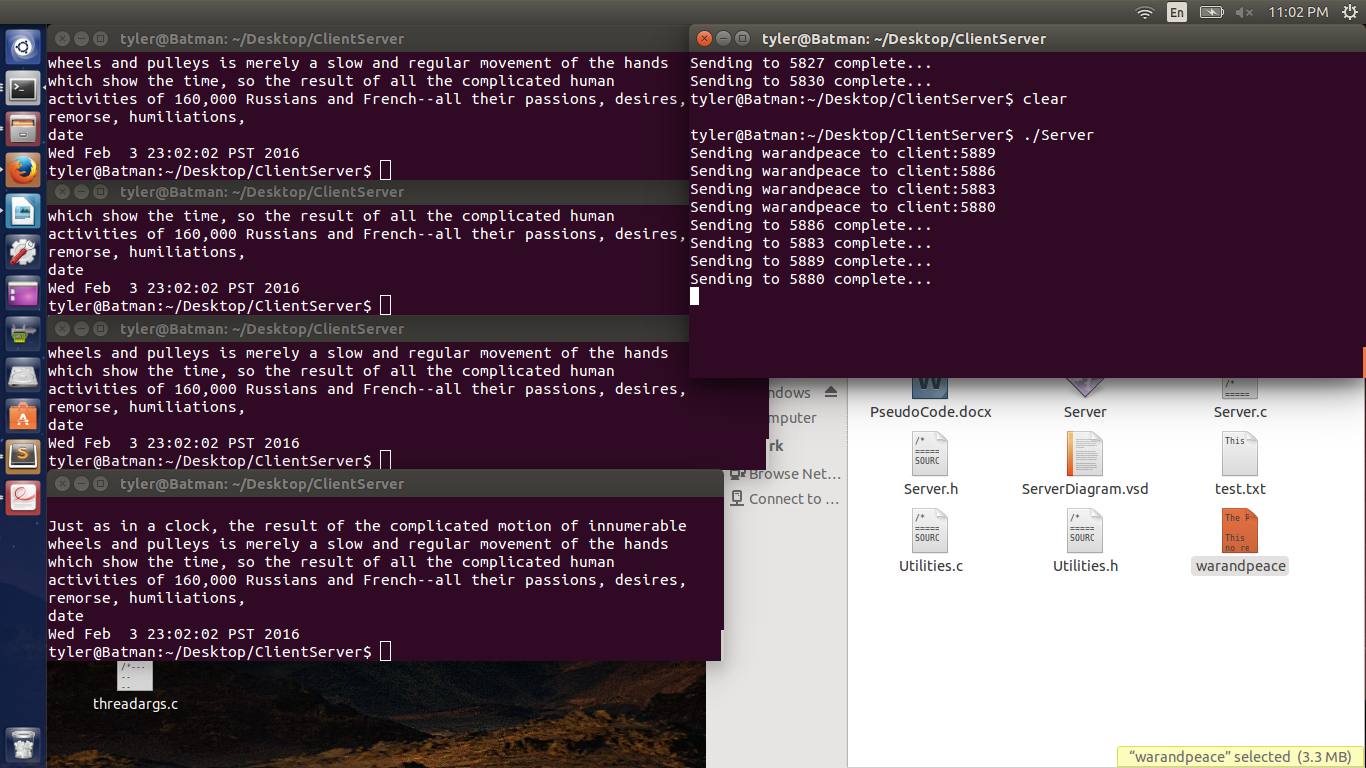 En
11:02 PM
tyler@Batman: ~/Desktop/ClientServer
wheels and pulleys is merely a slow and regular movement of the hands
which show the time, so the result of all the complicated human
activities of 160,000 Russians and French--all their passions, desires,
remorse, humiliations,
date
Wed Feb  3 23:02:02 PST 2016
tyler@Batman:~/Desktop/ClientServer$
tyler@Batman: ~/Desktop/ClientServer
which show the time, so the result of all the complicated human
activities of 160,000 Russians and French--all their passions, desires,
remorse, humiliations,
date
Wed Feb  3 23:02:02 PST 2016
tyler@Batman:~/Desktop/ClientServer$
tyler@Batman: ~/Desktop/ClientServer
wheels and pulleys is merely a slow and regular movement of the hands
which show the time, so the result of all the complicated human
activities of 160,000 Russians and French--all their passions, desires,
remorse, humiliations,
date
Wed Feb  3 23:02:02 PST 2016
tyler@Batman:~/Desktop/ClientServer$
tyler@Batman: ~/Desktop/ClientServer
Just as in a clock, the result of the complicated motion of innumerable
wheels and pulleys is merely a slow and regular movement of the hands
which show the time, so the result of all the complicated human
activities of 160,000 Russians and French--all their passions, desires,
remorse, humiliations,
date
Wed Feb  3 23:02:02 PST 2016
tyler@Batman:~/Desktop/ClientServer$
threadargs.c
tyler@Batman: ~/Desktop/ClientServer
Sending to 5827 complete...
Sending to 5830 complete...
tyler@Batman:~/Desktop/ClientServer$ clear
tyler@Batman:~/Desktop/ClientServer$ ./Server
Sending warandpeace to client:5889
Sending warandpeace to client:5886
Sending warandpeace to client:5883
Sending warandpeace to client:5880
Sending to 5886 complete...
Sending to 5883 complete...
Sending to 5889 complete...
Sending to 5880 complete...
ndows
mputer
rk
Browse Net...
Connect to ...
W
PseudoCode.docx
Server
Server.c
/*
=====
SOURC
Server.h
ServerDiagram.vsd
This
test.txt
/*
=====
SOURC
Utilities.c
/*
=====
SOURC
Utilities.h
The P
This
no re
warandpeace
“warandpeace” selected (3.3 MB)